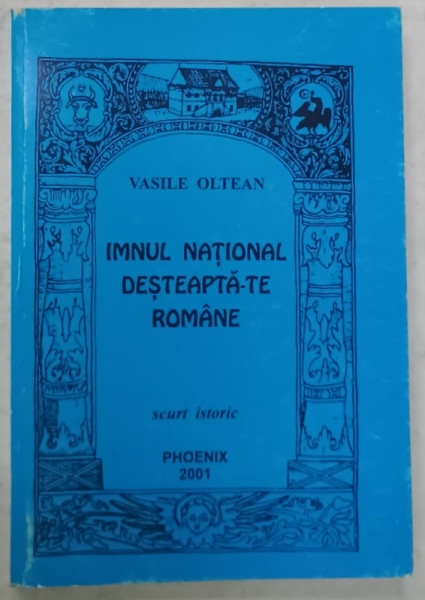 VASILE OLTEAN
IMNUL NAȚIONAL
DEȘTEAPTĂ-TE
ROMÂNE
scurt istoric
PHOENIX
2001